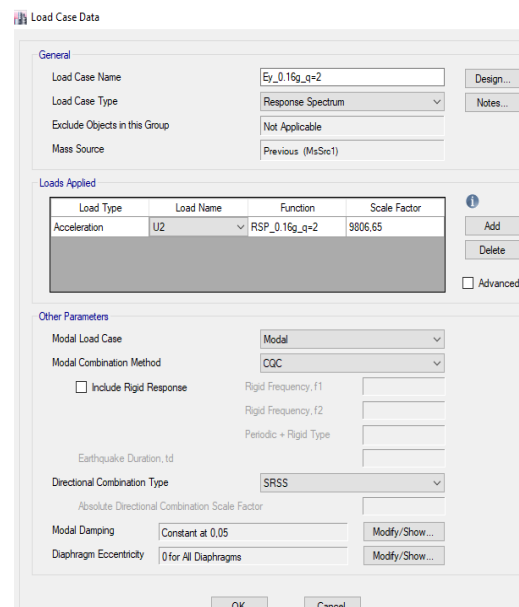 Load Case Data
General
Load Case Name Ey_0.16g_q=2 Design...
Load Case Type Response Spectrum Notes...
Exclude Objects in this Group Not Applicable
Mass Source Previous (MsSrc1)
Loads Applied
Load Type Load Name Function Scale Factor
Acceleration U2 RSP_0.16g_q=2 9806,65 Add
Delete
Advanced
Other Parameters
Modal Load Case Modal
Modal Combination Method CQC
Include Rigid Response Rigid Frequency, f1
Rigid Frequency, f2
Periodic + Rigid Type
Earthquake Duration, td
Directional Combination Type SRSS
Absolute Directional Combination Scale Factor
Modal Damping Constant at 0,05 Modify/Show...
Diaphragm Eccentricity 0 for All Diaphragms Modify/Show...
OK Cancel